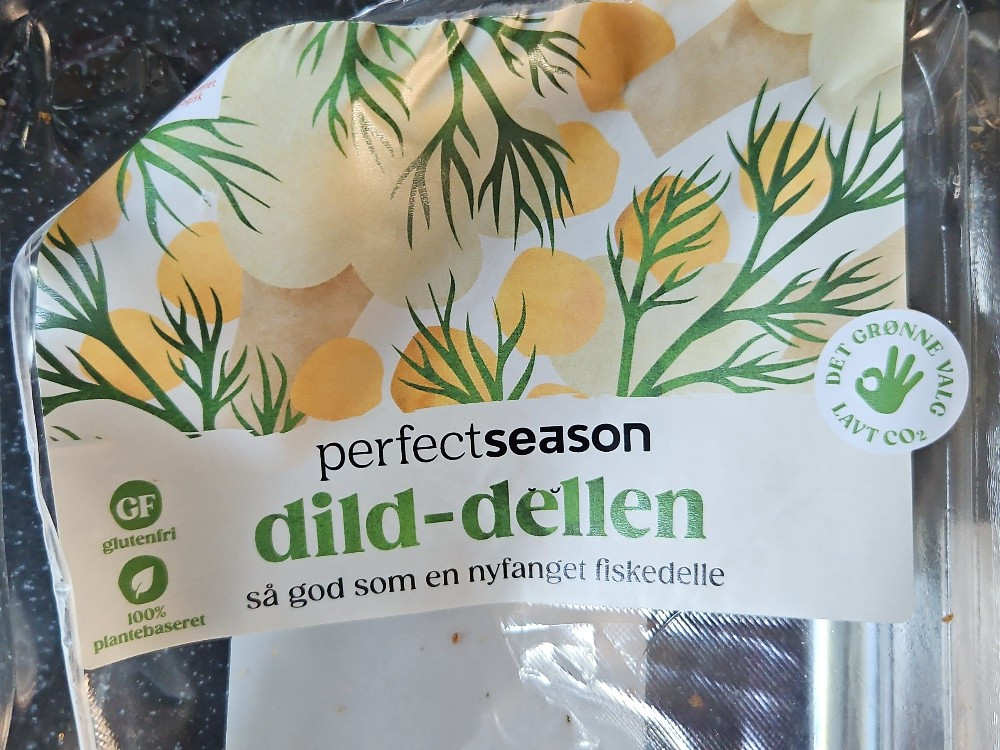 perfectseason
dild-dellen
så god som en nyfanget fiskedelle
GF
glutenfri
100%
plantebaseret
DET GRØNNE VALG
LAVT CO₂